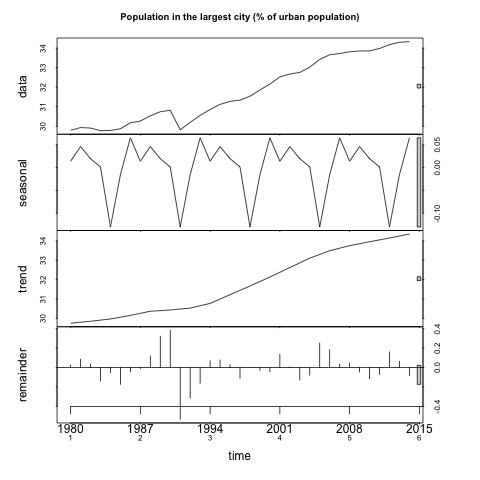 Population in the largest city (% of urban population)
data
30 31 32 33 34
seasonal
-0.10 0.00 0.05
trend
30 31 32 33 34
remainder
-0.4 0.0 0.2 0.4
1980 1987 1994 2001 2008 2015
1 2 3 4 5 6
time